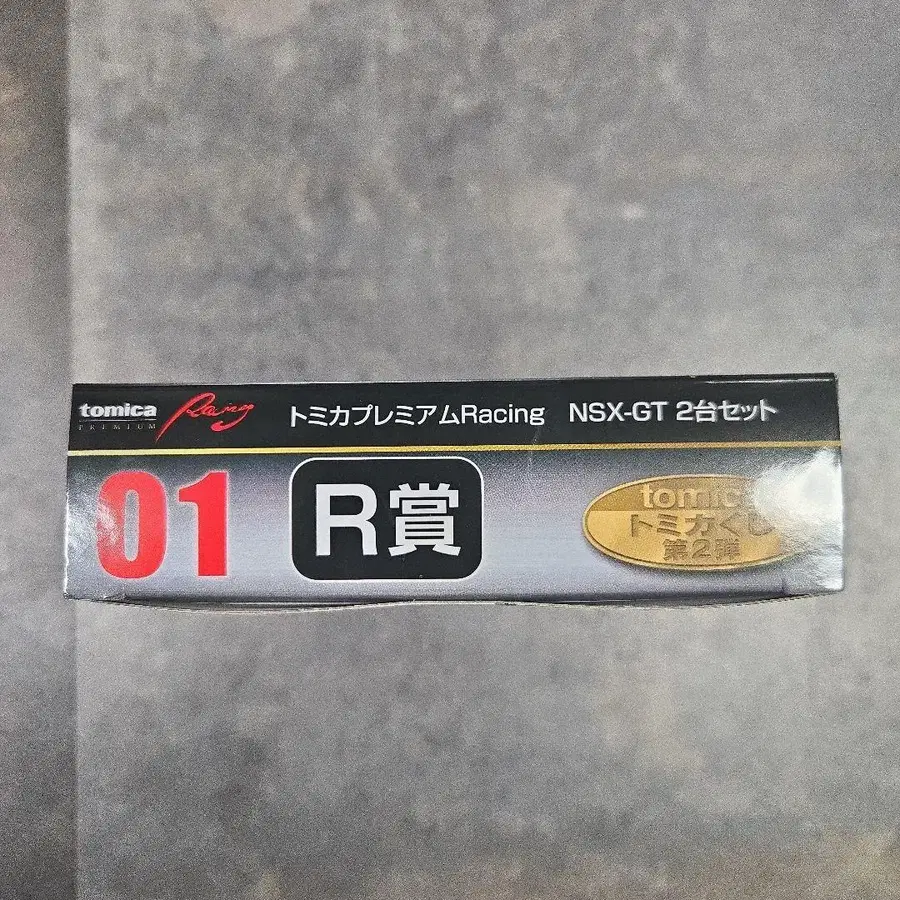 tomica Racing トミカプレミアムRacing NSX-GT 2台セット
PREMIUM
01 R賞
tomica
トミカくじ
第2弾